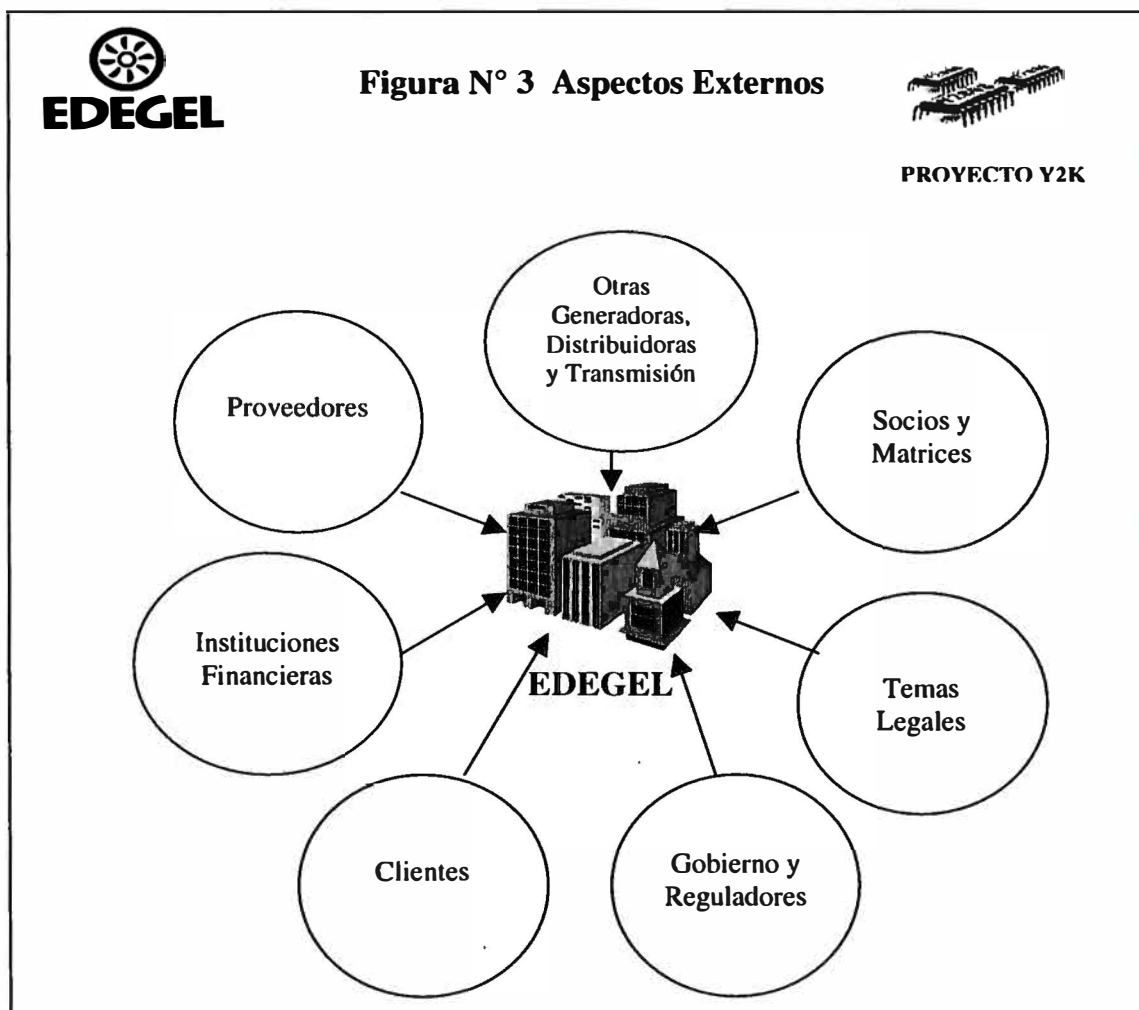 EDEGEL
Figura N° 3 Aspectos Externos
PROYECTO Y2K
Otras
Generadoras,
Distribuidoras
y Transmisión
Proveedores
Socios y
Matrices
Instituciones
Financieras
EDEGEL
Temas
Legales
Clientes
Gobierno y
Reguladores